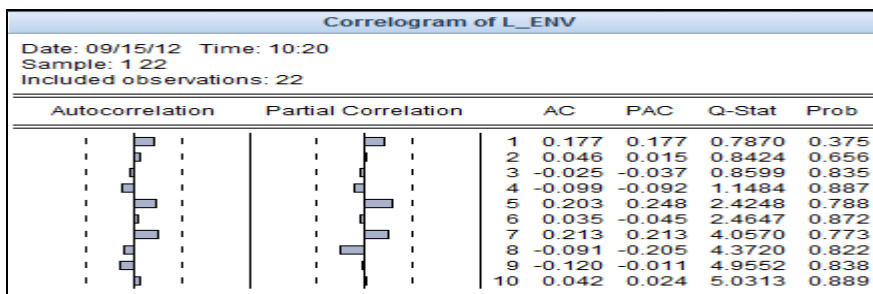 Correlogram of L_ENV
Date: 09/15/12 Time: 10:20
Sample: 1 22
Included observations: 22
Autocorrelation Partial Correlation AC PAC Q-Stat Prob
1 0.177 0.177 0.7870 0.375
2 0.046 0.015 0.8424 0.656
3 -0.025 -0.037 0.8599 0.835
4 -0.099 -0.092 1.1484 0.887
5 0.203 0.248 2.4248 0.788
6 0.035 -0.045 2.4647 0.872
7 0.213 0.213 4.0570 0.773
8 -0.091 -0.205 4.3720 0.822
9 -0.120 -0.011 4.9552 0.838
10 0.042 0.024 5.0313 0.889